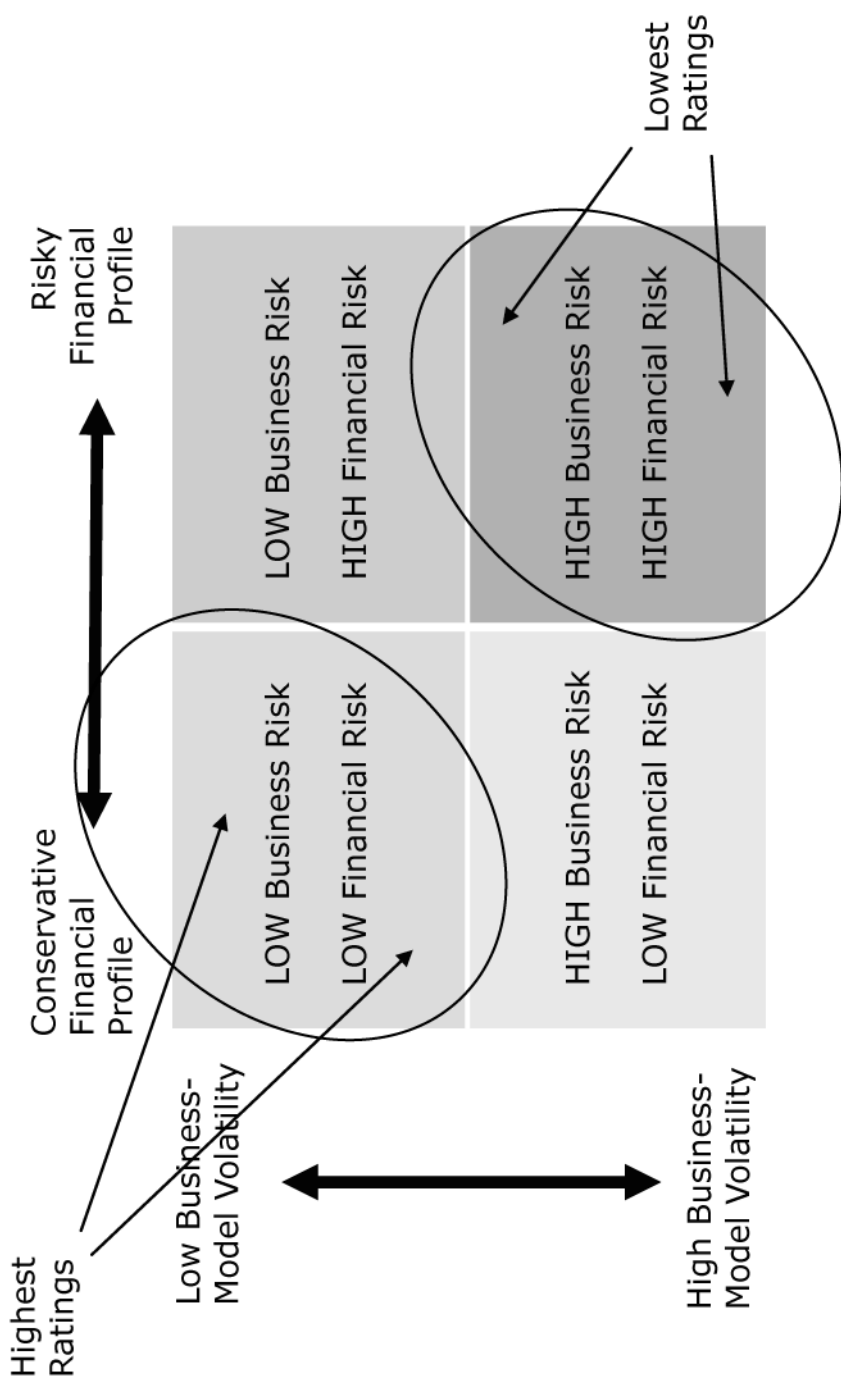 Highest
Ratings
Conservative
Financial
Profile
Risky
Financial
Profile
Low Business-
Model Volatility
LOW Business Risk
LOW Financial Risk
LOW Business Risk
HIGH Financial Risk
High Business-
Model Volatility
HIGH Business Risk
LOW Financial Risk
HIGH Business Risk
HIGH Financial Risk
Lowest
Ratings